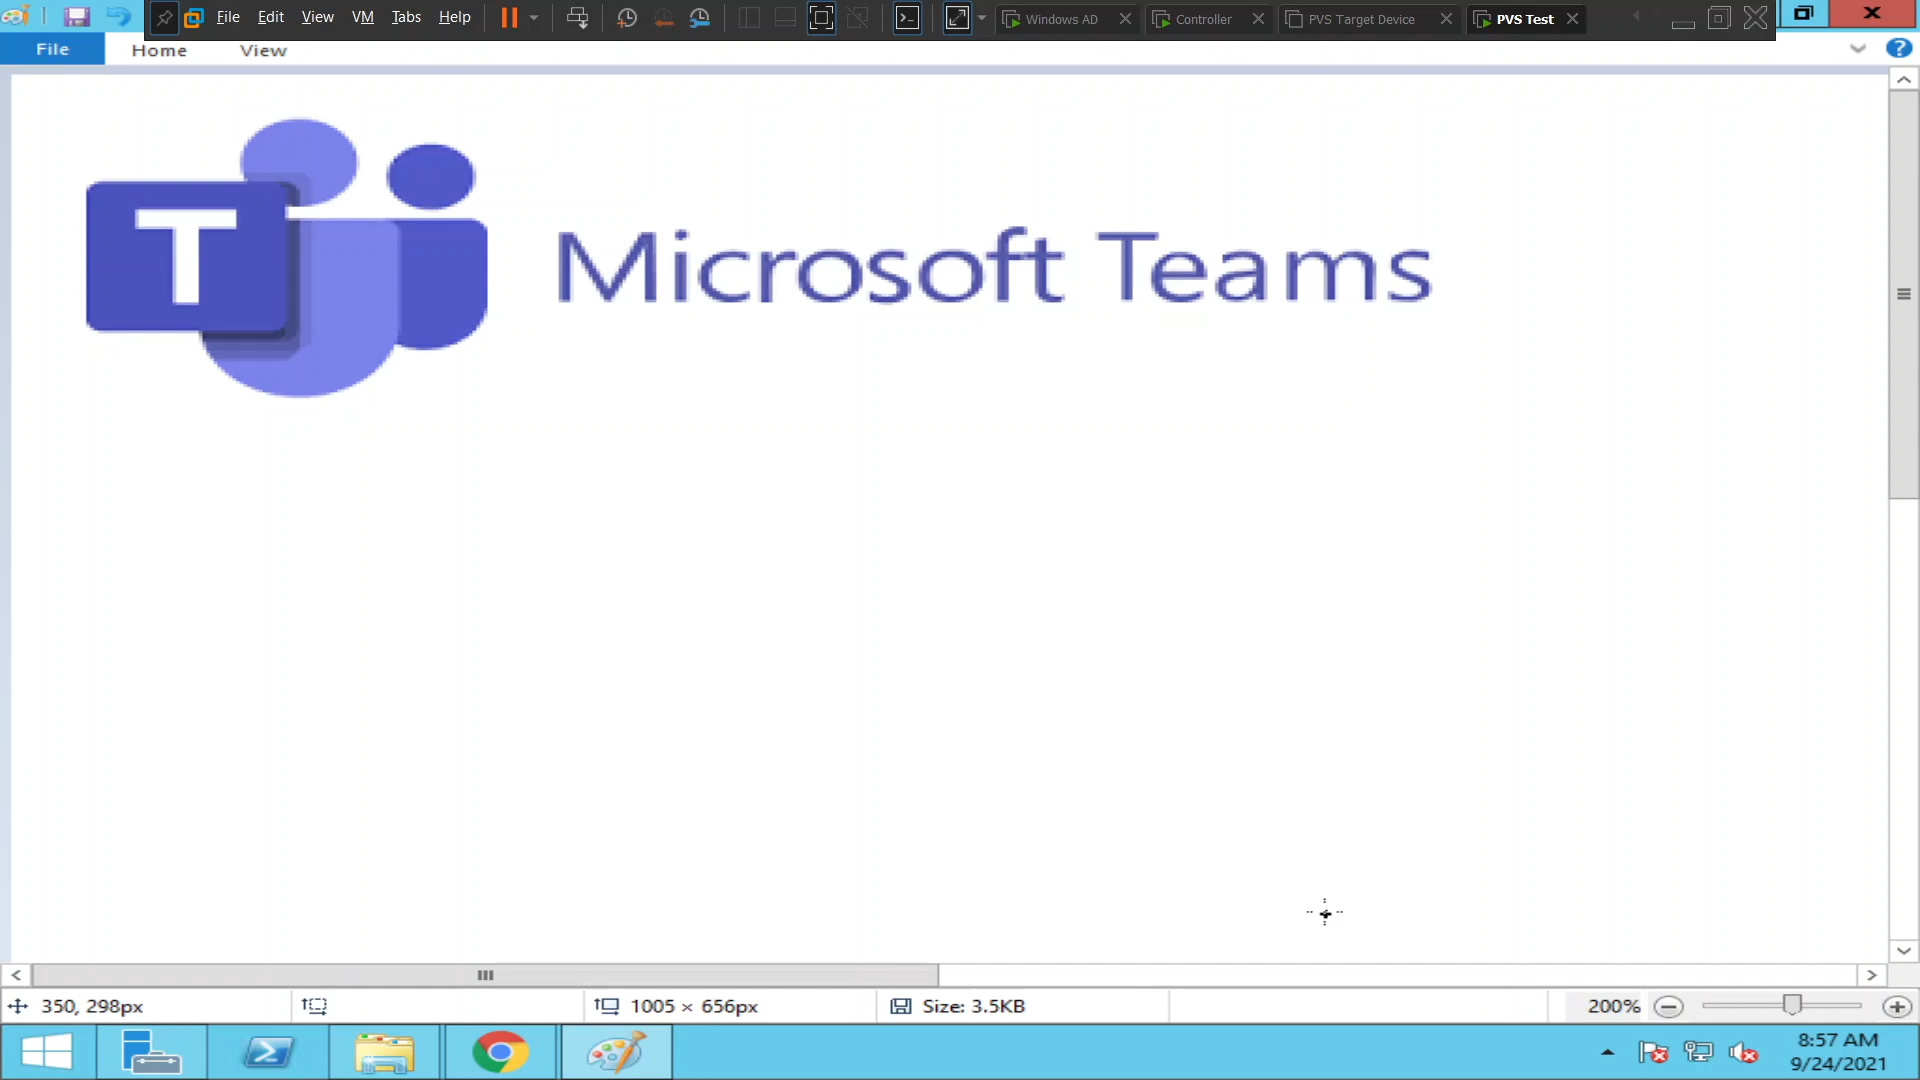 File Edit View VM Tabs Help Windows AD Controller PVS Target Device PVS Test
File Home View
T
Microsoft Teams
350, 298px 1005 × 656px Size: 3.5KB 200%
8:57 AM
9/24/2021